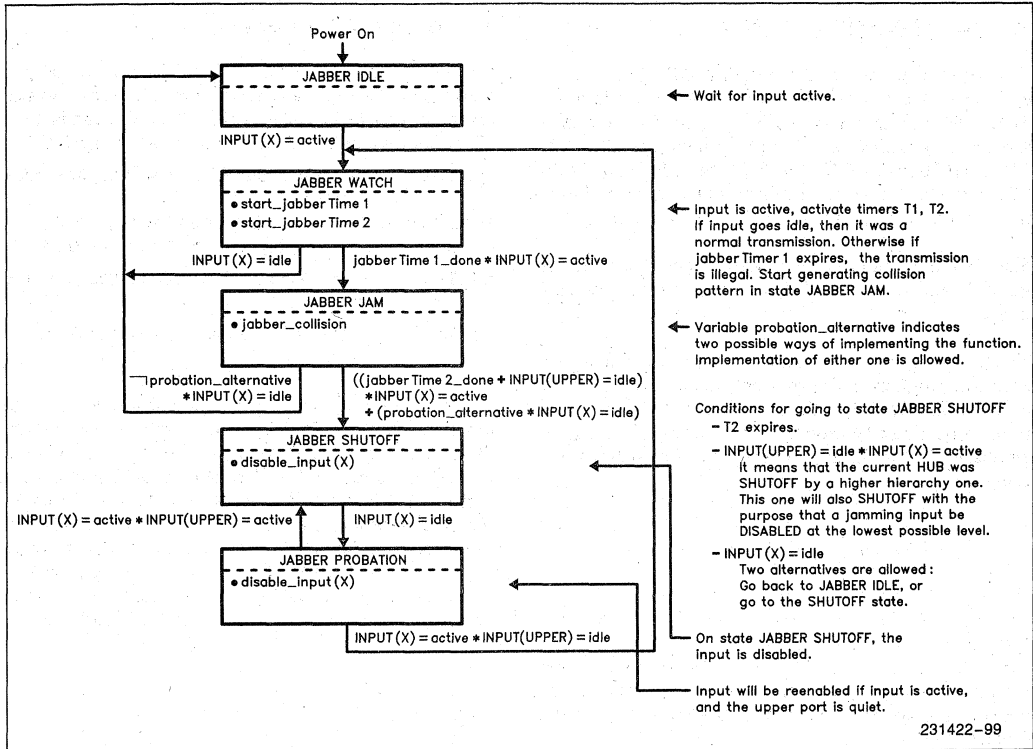 Power On
JABBER IDLE
← Wait for input active.
INPUT(X) = active
JABBER WATCH
• start_jabber Time 1
• start_jabber Time 2
← Input is active, activate timers T1, T2.
If input goes idle, then it was a
normal transmission. Otherwise if
jabber Timer 1 expires, the transmission
is illegal. Start generating collision
pattern in state JABBER JAM.
INPUT(X) = idle
jabber Time 1_done * INPUT(X) = active
JABBER JAM
• jabber_collision
← Variable probation_alternative indicates
two possible ways of implementing the function.
Implementation of either one is allowed.
¬probation_alternative
*INPUT(X) = idle
((jabber Time 2_done + INPUT(UPPER) = idle)
*INPUT(X) = active
+ (probation_alternative * INPUT(X) = idle)
JABBER SHUTOFF
• disable_input(X)
Conditions for going to state JABBER SHUTOFF
- T2 expires.
- INPUT(UPPER) = idle * INPUT(X) = active
It means that the current HUB was
SHUTOFF by a higher hierarchy one.
This one will also SHUTOFF with the
purpose that a jamming input be
DISABLED at the lowest possible level.
- INPUT(X) = idle
Two alternatives are allowed:
Go back to JABBER IDLE, or
go to the SHUTOFF state.
INPUT(X) = active * INPUT(UPPER) = active
INPUT(X) = idle
JABBER PROBATION
• disable_input(X)
INPUT(X) = active * INPUT(UPPER) = idle
On state JABBER SHUTOFF, the
input is disabled.
Input will be reenabled if input is active,
and the upper port is quiet.
231422-99